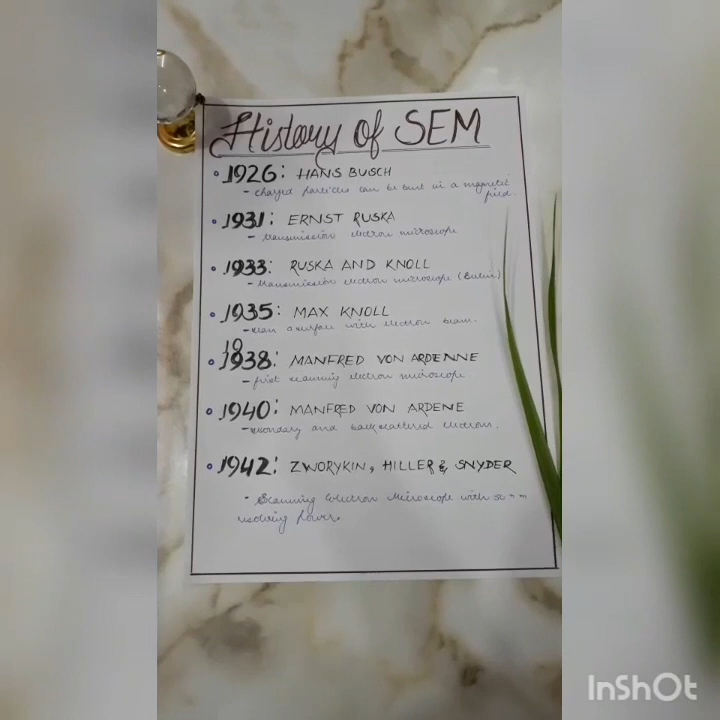 History of SEM
1926: HANS BUSCH
- charged particles can be bent in a magnetic
field.
1931: ERNST RUSKA
- transmission electron microscope
1933: RUSKA AND KNOLL
- transmission electron microscope (Berlin)
1935: MAX KNOLL
- scan a surface with electron beam.
19
1938: MANFRED VON ARDENNE
- first scanning electron microscope
1940: MANFRED VON ARDENE
- secondary and backscattered electrons.
1942: ZWORYKIN, HILLER & SNYDER
- Scanning Electron Microscope with 50 nm
resolving power.
InShOt